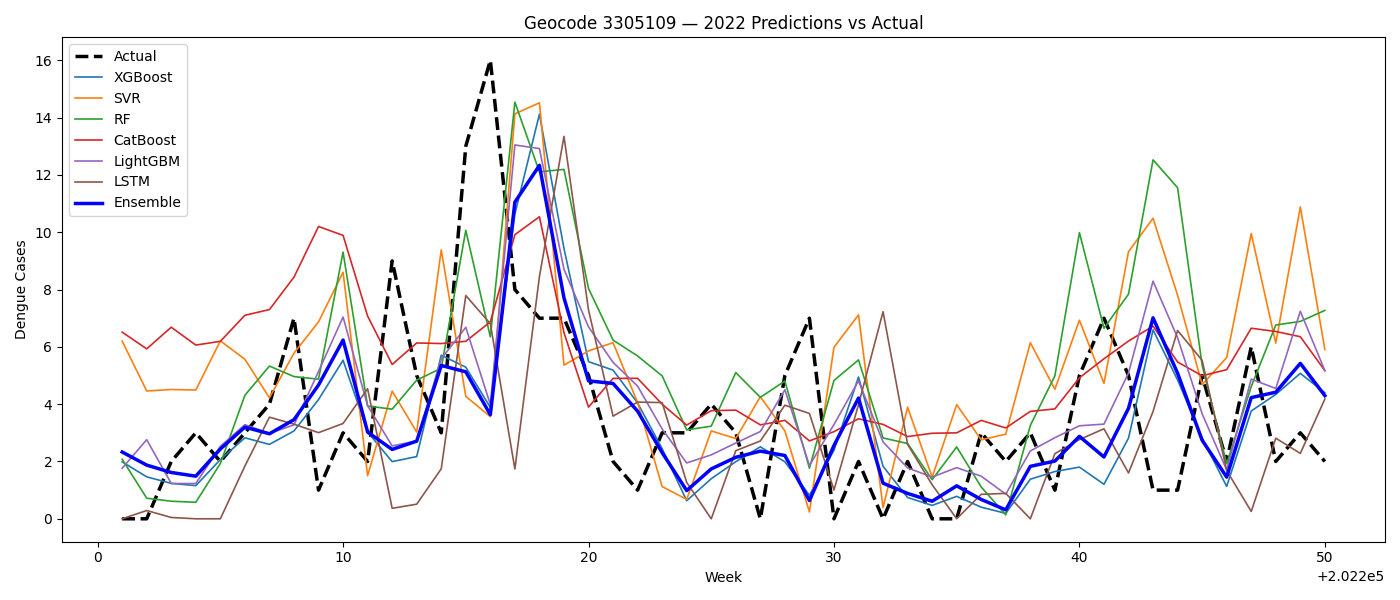 Geocode 3305109 — 2022 Predictions vs Actual
Actual
XGBoost
SVR
RF
CatBoost
LightGBM
LSTM
Ensemble
Dengue Cases
16
14
12
10
8
6
4
2
0
0 10 20 30 40 50
+2.022e5
Week